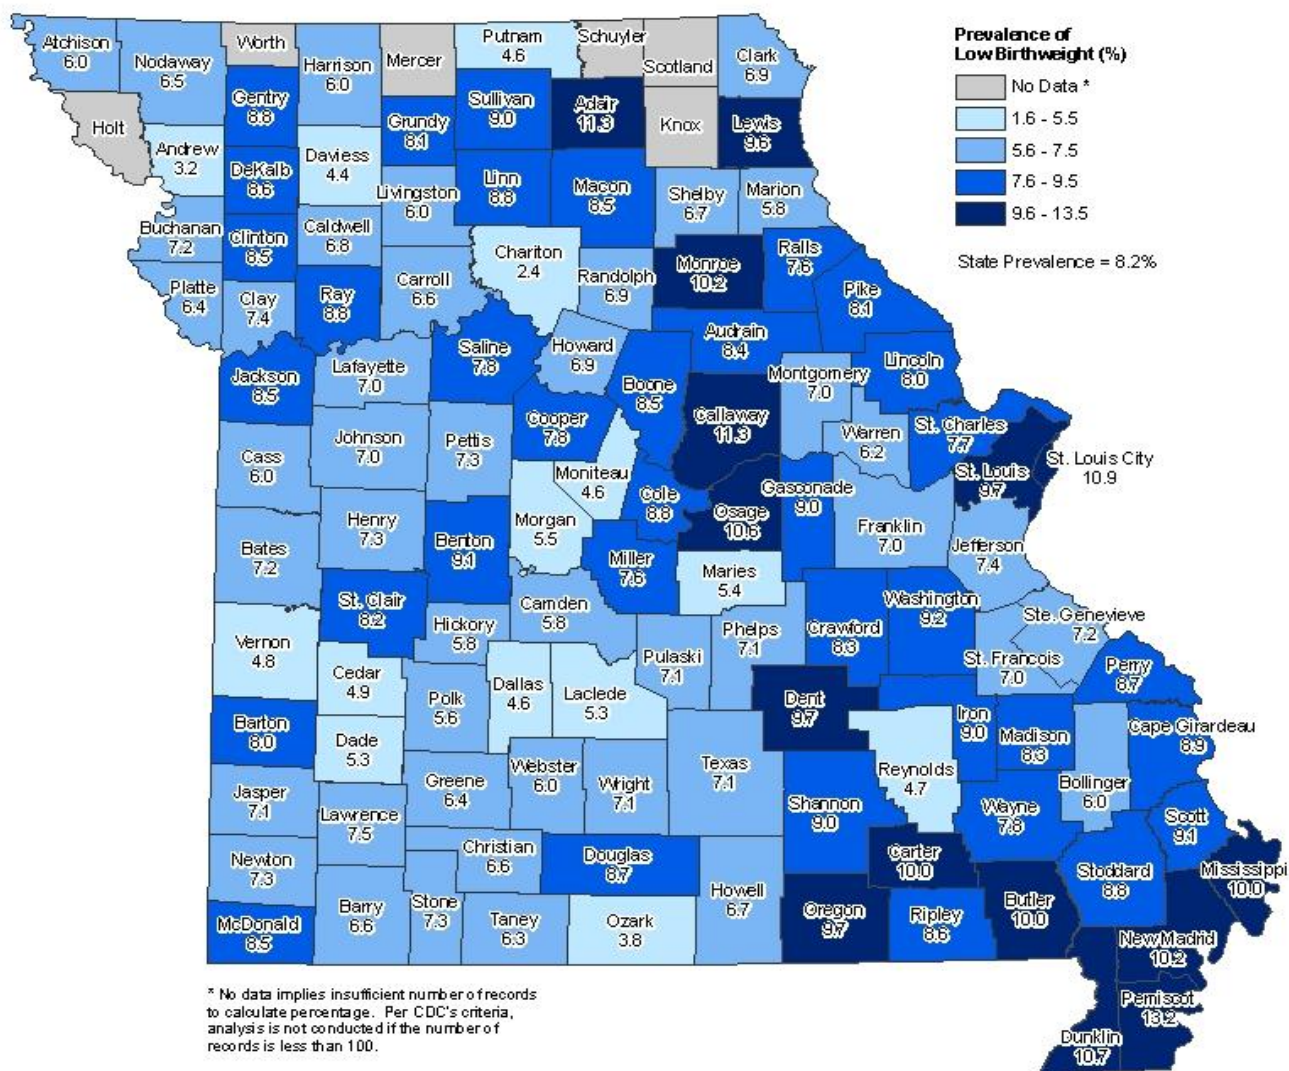 Prevalence of
Low Birthweight (%)
No Data *
1.6 - 5.5
5.6 - 7.5
7.6 - 9.5
9.6 - 13.5
State Prevalence = 8.2%
Atchison
6.0
Nodaway
6.5
Worth
Harrison
6.0
Mercer
Putnam
4.6
Schuyler
Scotland
Clark
6.9
Holt
Andrew
3.2
Gentry
8.8
DeKalb
8.6
Daviess
4.4
Grundy
8.1
Sullivan
9.0
Adair
11.3
Knox
Lewis
9.6
Livingston
6.0
Linn
8.8
Macon
8.5
Shelby
6.7
Marion
5.8
Buchanan
7.2
Clinton
8.5
Caldwell
6.8
Chariton
2.4
Randolph
6.9
Monroe
10.2
Ralls
7.6
Platte
6.4
Clay
7.4
Ray
8.8
Carroll
6.6
Pike
8.1
Audrain
8.4
Jackson
8.5
Lafayette
7.0
Saline
7.8
Howard
6.9
Boone
8.5
Callaway
11.3
Montgomery
7.0
Lincoln
8.0
Cass
6.0
Johnson
7.0
Pettis
7.3
Cooper
7.8
Moniteau
4.6
Warren
6.2
St. Charles
7.7
St. Louis
9.7
St. Louis City
10.9
Bates
7.2
Henry
7.3
Benton
9.1
Morgan
5.5
Cole
8.8
Osage
10.6
Gasconade
9.0
Franklin
7.0
Jefferson
7.4
Miller
7.6
Maries
5.4
Vernon
4.8
St. Clair
8.2
Hickory
5.8
Camden
5.8
Pulaski
7.1
Phelps
7.1
Crawford
8.3
Washington
9.2
Ste. Genevieve
7.2
St. Francois
7.0
Perry
8.7
Cedar
4.9
Polk
5.6
Dallas
4.6
Laclede
5.3
Dent
9.7
Iron
9.0
Madison
8.3
Cape Girardeau
8.9
Barton
8.0
Dade
5.3
Greene
6.4
Webster
6.0
Wright
7.1
Texas
7.1
Reynolds
4.7
Bollinger
6.0
Jasper
7.1
Lawrence
7.5
Shannon
9.0
Wayne
7.8
Scott
9.1
Newton
7.3
Christian
6.6
Douglas
8.7
Howell
6.7
Carter
10.0
Butler
10.0
Stoddard
8.8
Mississippi
10.0
McDonald
8.5
Barry
6.6
Stone
7.3
Taney
6.3
Ozark
3.8
Oregon
9.7
Ripley
8.6
New Madrid
10.2
Pemiscot
13.2
Dunklin
10.7
* No data implies insufficient number of records
to calculate percentage. Per CDC's criteria,
analysis is not conducted if the number of
records is less than 100.